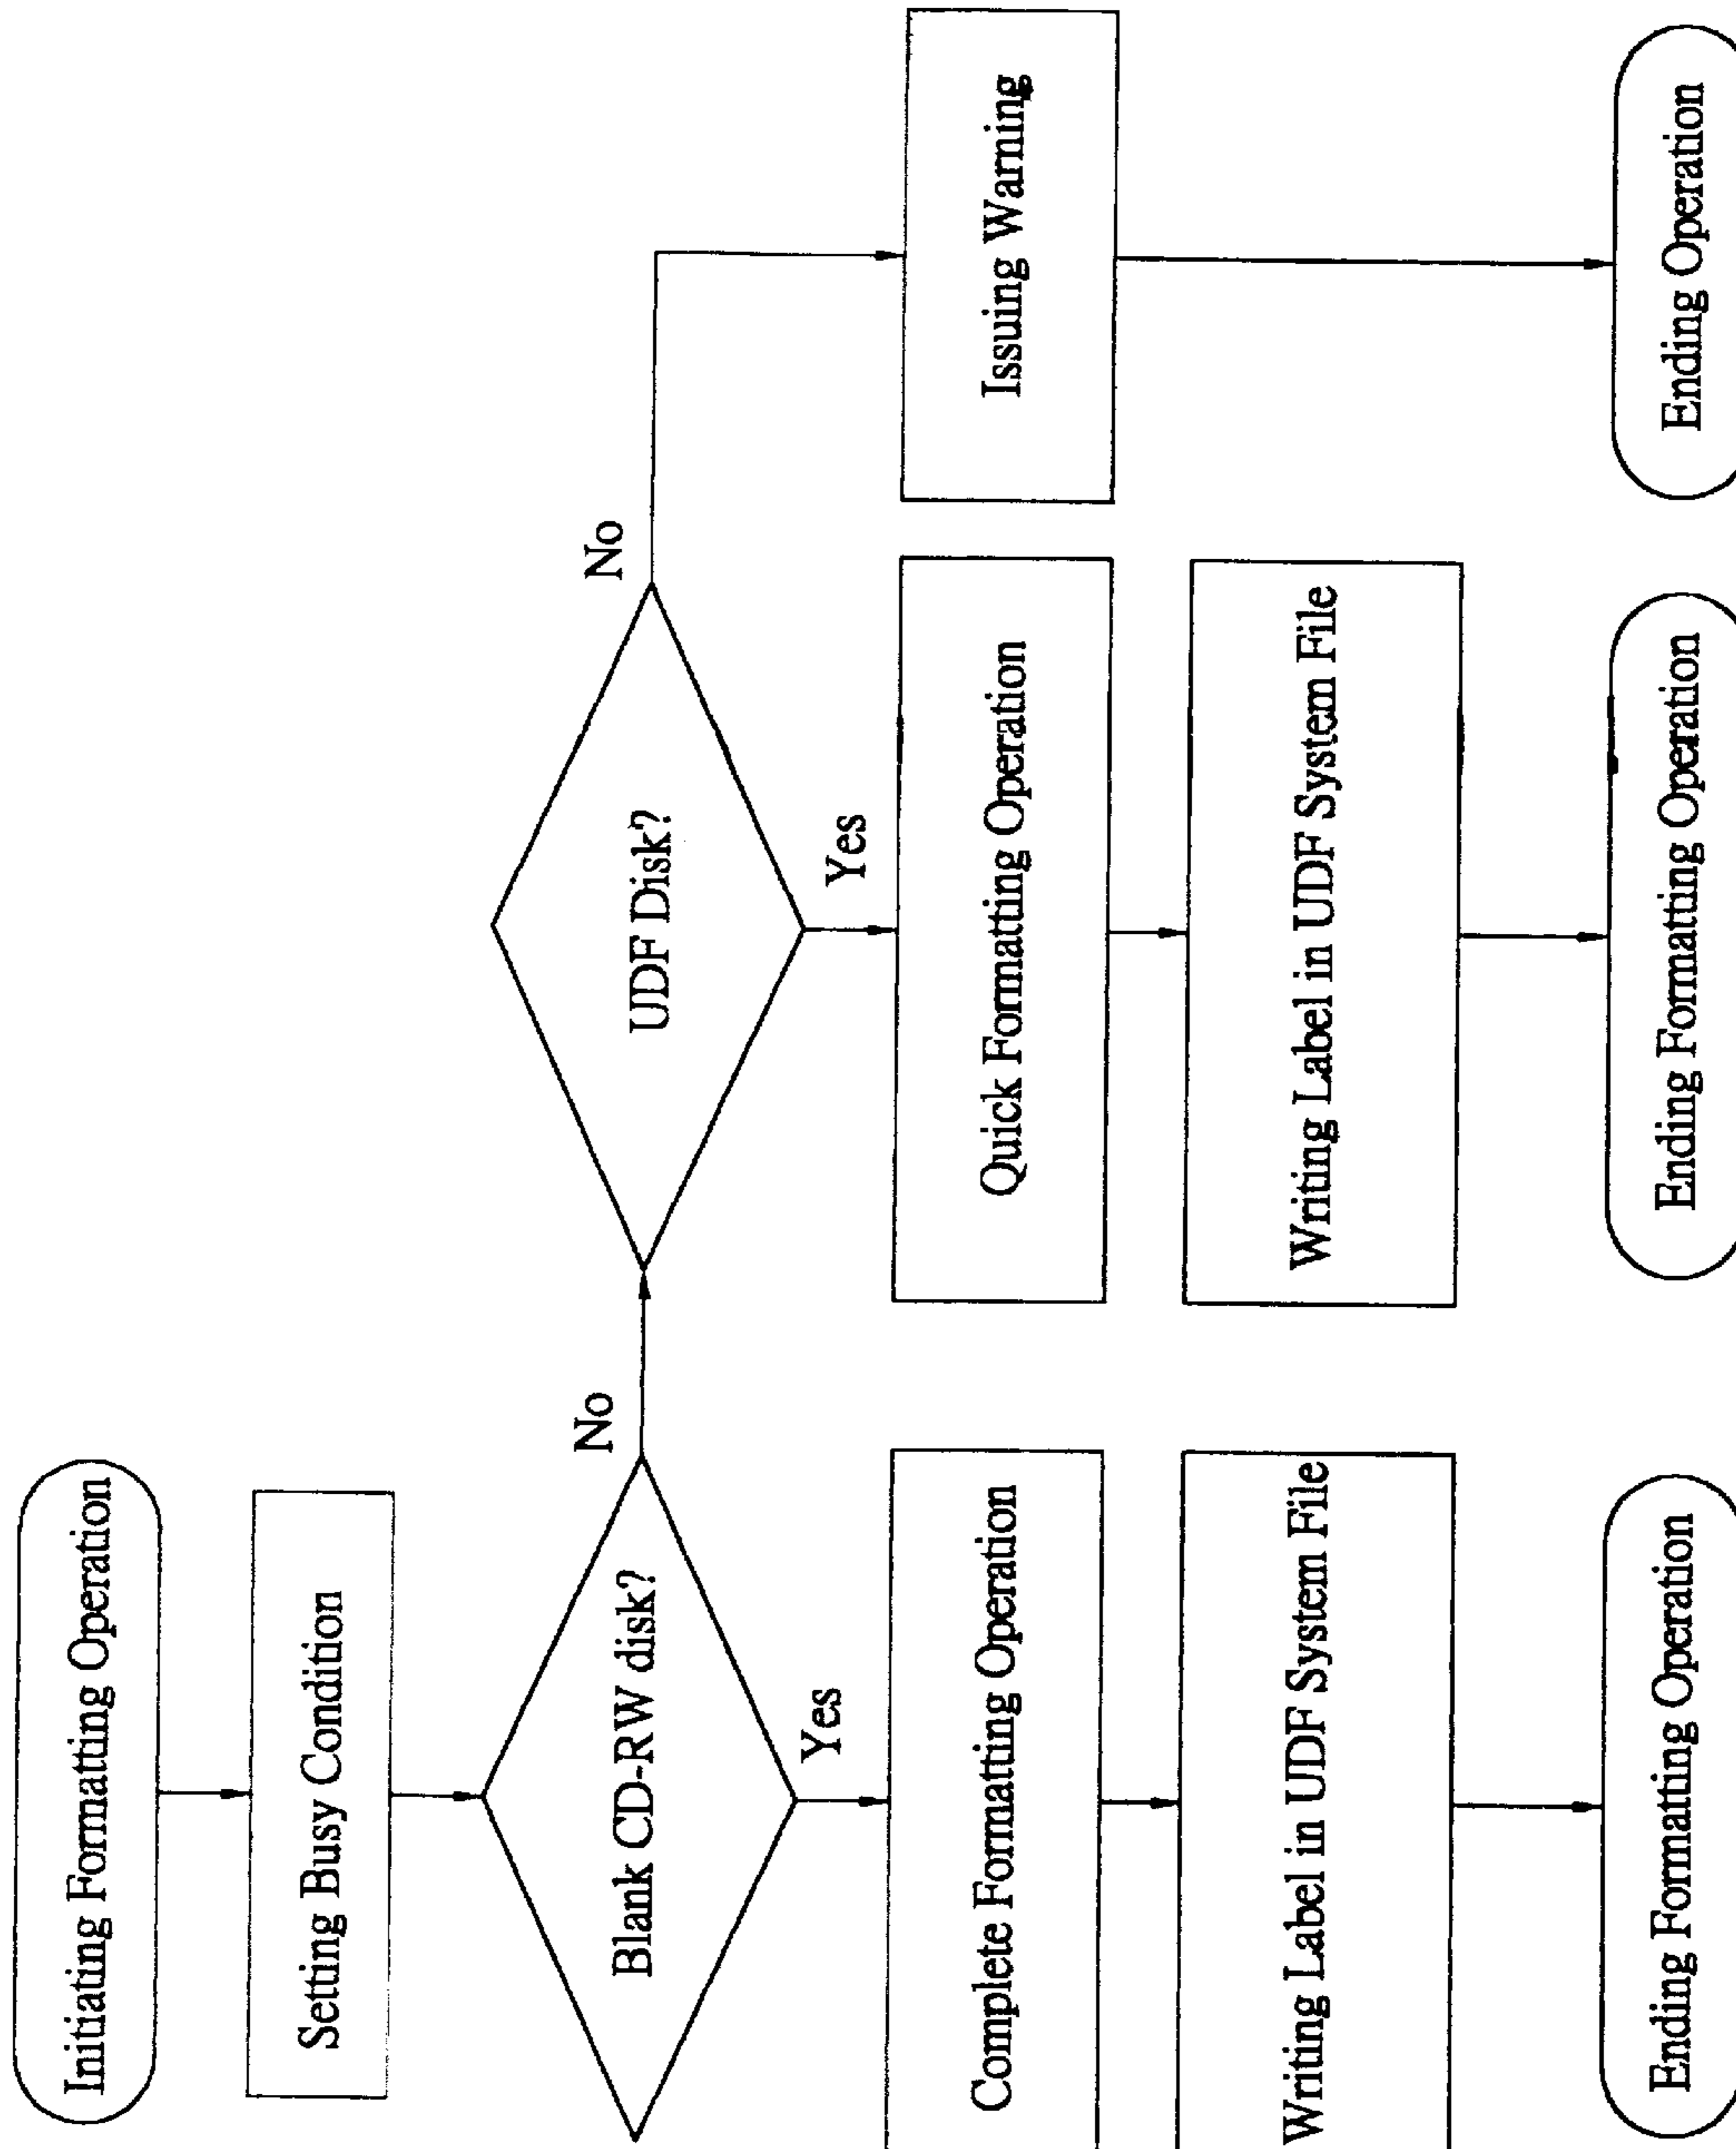 Initiating Formatting Operation
Setting Busy Condition
Blank CD-RW disk?
No
Yes
Complete Formatting Operation
Writing Label in UDF System File
Ending Formatting Operation
UDF Disk?
No
Yes
Quick Formatting Operation
Writing Label in UDF System File
Ending Formatting Operation
Issuing Warning
Ending Operation